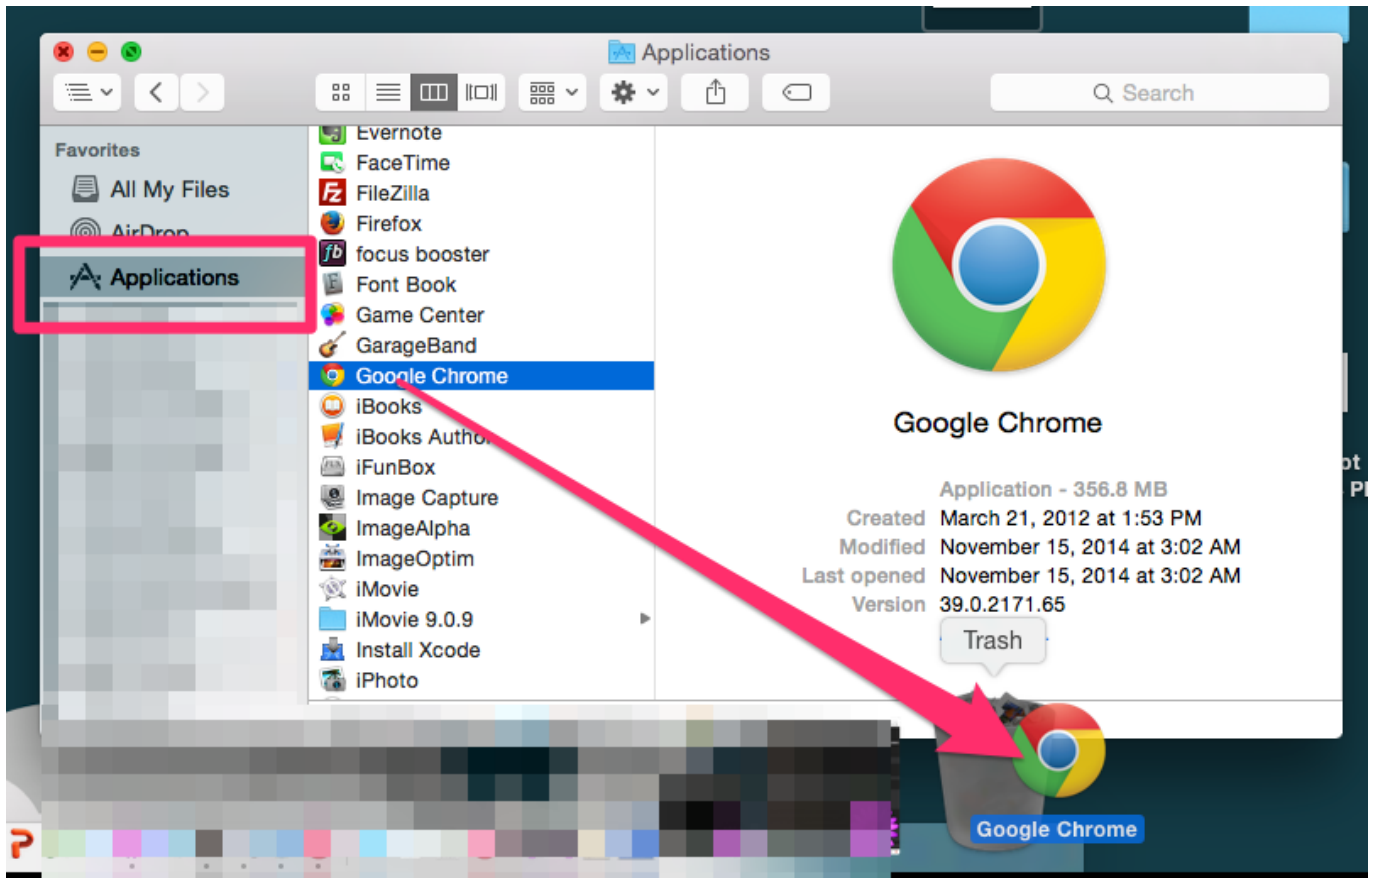 Applications
Search
Favorites
All My Files
AirDrop
Applications
Evernote
FaceTime
FileZilla
Firefox
focus booster
Font Book
Game Center
GarageBand
Google Chrome
iBooks
iBooks Author
iFunBox
Image Capture
ImageAlpha
ImageOptim
iMovie
iMovie 9.0.9
Install Xcode
iPhoto
Google Chrome
Application - 356.8 MB
Created March 21, 2012 at 1:53 PM
Modified November 15, 2014 at 3:02 AM
Last opened November 15, 2014 at 3:02 AM
Version 39.0.2171.65
Trash
Google Chrome